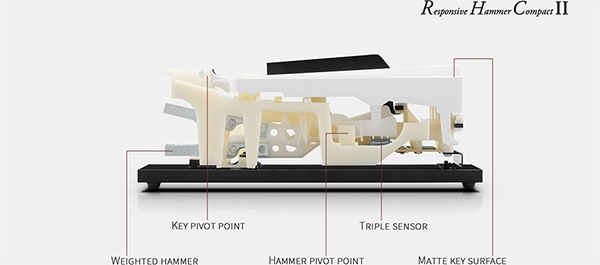 Responsive Hammer Compact II
KEY PIVOT POINT
TRIPLE SENSOR
WEIGHTED HAMMER
HAMMER PIVOT POINT
MATTE KEY SURFACE